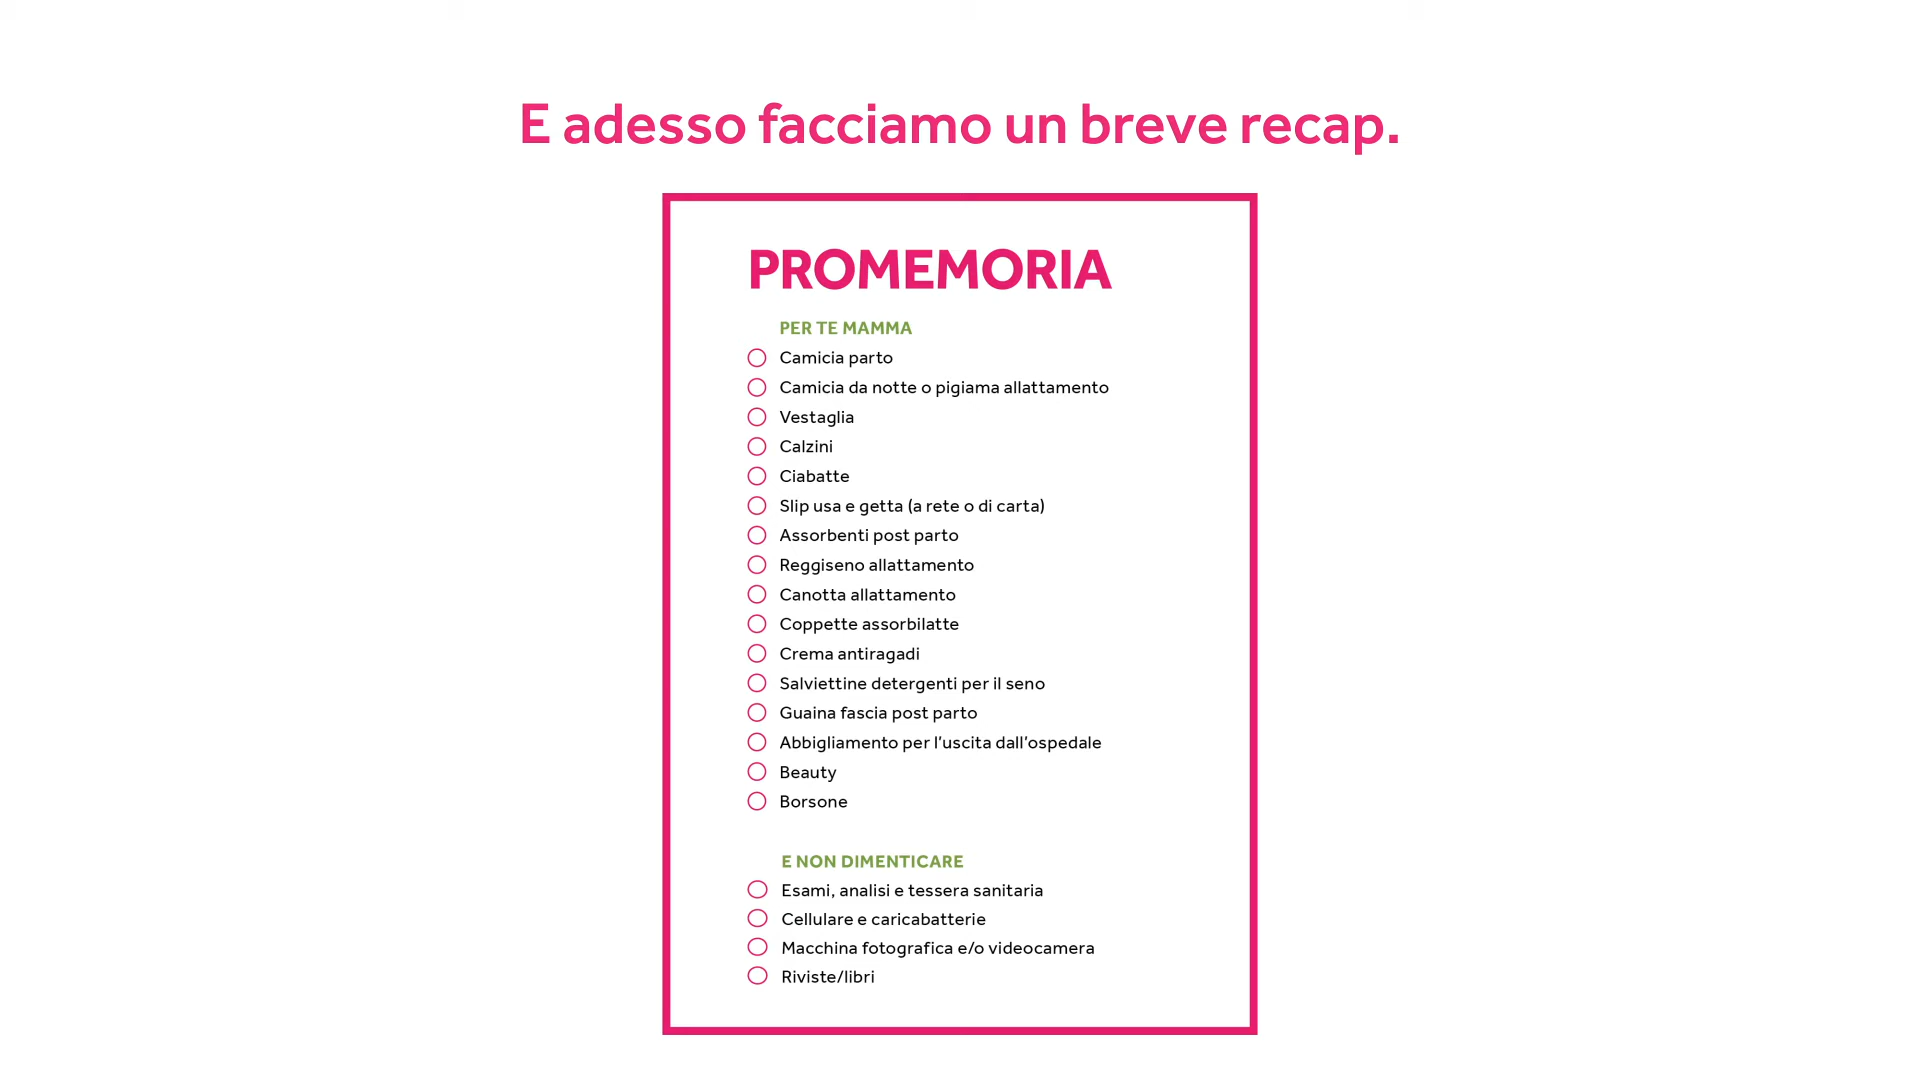 E adesso facciamo un breve recap.
PROMEMORIA
PER TE MAMMA
Camicia parto
Camicia da notte o pigiama allattamento
Vestaglia
Calzini
Ciabatte
Slip usa e getta (a rete o di carta)
Assorbenti post parto
Reggiseno allattamento
Canotta allattamento
Coppette assorbilatte
Crema antiragadi
Salviettine detergenti per il seno
Guaina fascia post parto
Abbigliamento per l’uscita dall’ospedale
Beauty
Borsone
E NON DIMENTICARE
Esami, analisi e tessera sanitaria
Cellulare e caricabatterie
Macchina fotografica e/o videocamera
Riviste/libri